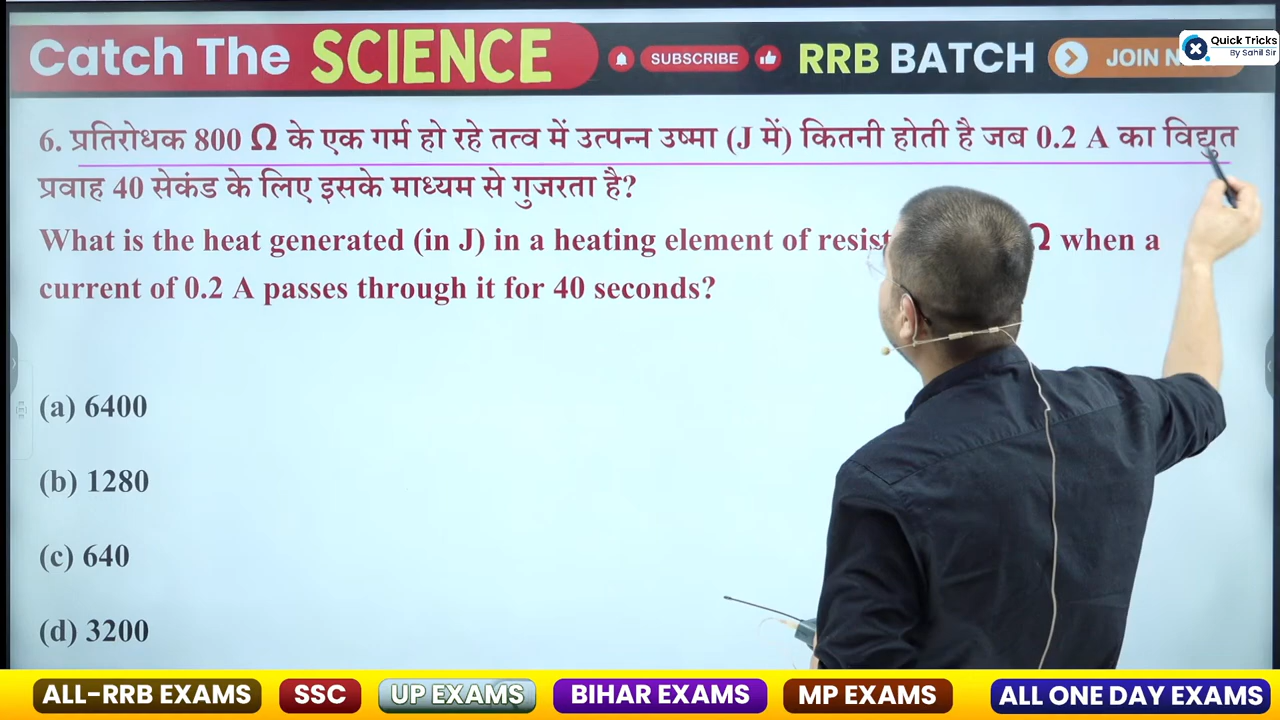 Catch The SCIENCE SUBSCRIBE RRB BATCH JOIN
Quick Tricks
By Sahil Sir
6. प्रतिरोधक 800 Ω के एक गर्म हो रहे तत्व में उत्पन्न उष्मा (J में) कितनी होती है जब 0.2 A का विद्युत
प्रवाह 40 सेकंड के लिए इसके माध्यम से गुजरता है?
What is the heat generated (in J) in a heating element of Ω when a
current of 0.2 A passes through it for 40 seconds?
(a) 6400
(b) 1280
(c) 640
(d) 3200
ALL-RRB EXAMS SSC UP EXAMS BIHAR EXAMS MP EXAMS ALL ONE DAY EXAMS